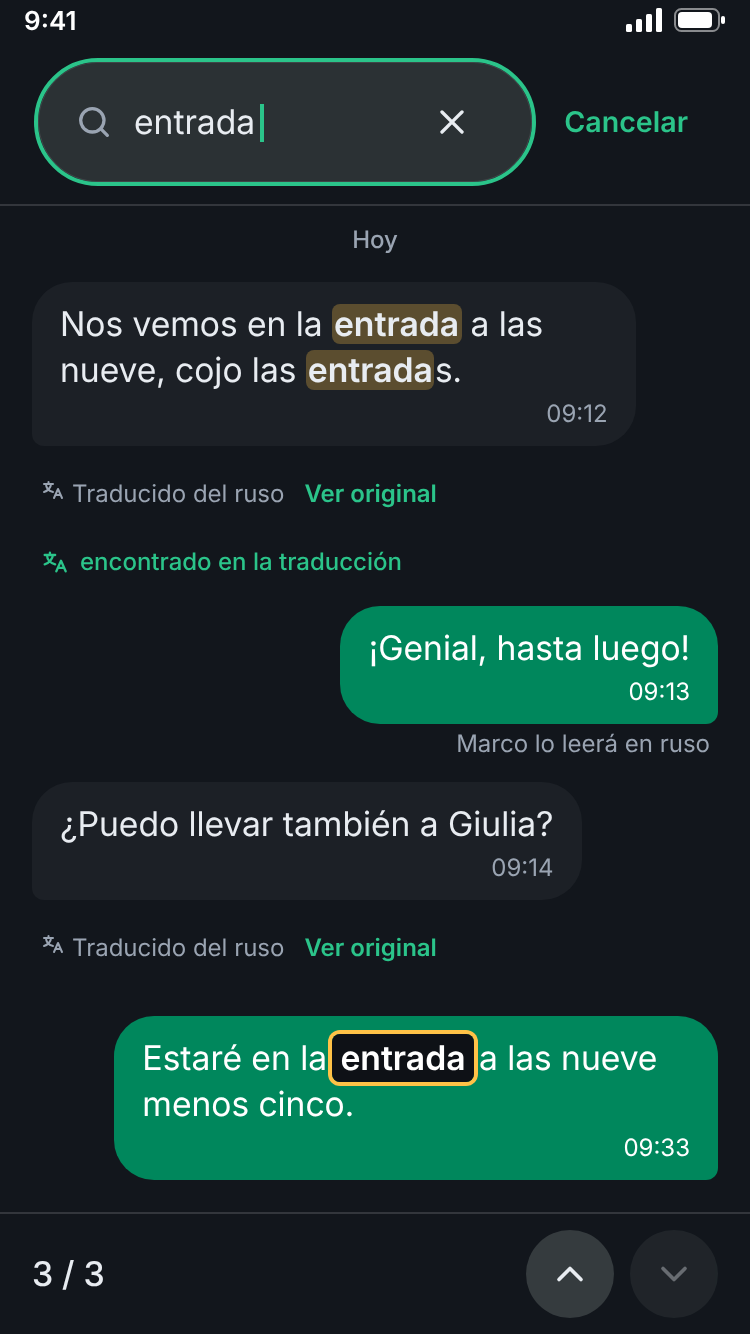 9:41
entrada
Cancelar
Hoy
Nos vemos en la entrada a las
nueve, cojo las entradas.
09:12
Traducido del ruso Ver original
encontrado en la traducción
¡Genial, hasta luego!
09:13
Marco lo leerá en ruso
¿Puedo llevar también a Giulia?
09:14
Traducido del ruso Ver original
Estaré en la entrada a las nueve
menos cinco.
09:33
3 / 3